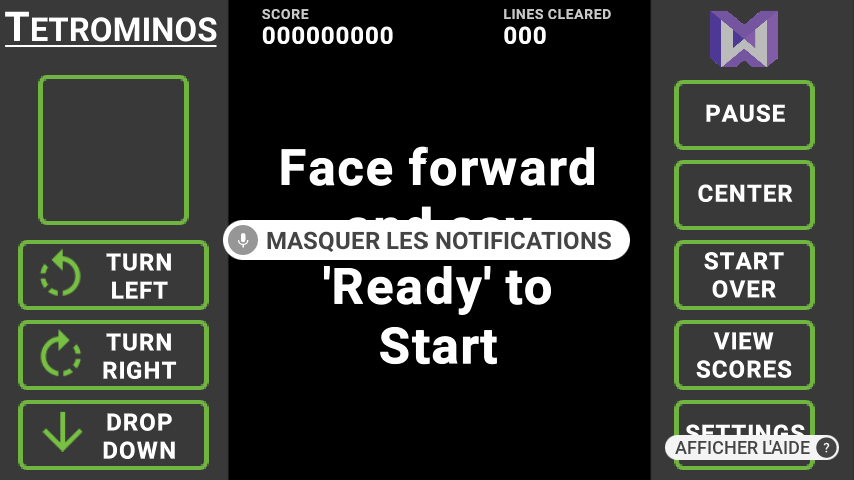 TETROMINOS
SCORE
000000000
LINES CLEARED
000
TURN
LEFT
TURN
RIGHT
DROP
DOWN
Face forward
MASQUER LES NOTIFICATIONS
'Ready' to
Start
PAUSE
CENTER
START
OVER
VIEW
SCORES
SETTINGS
AFFICHER L'AIDE ?